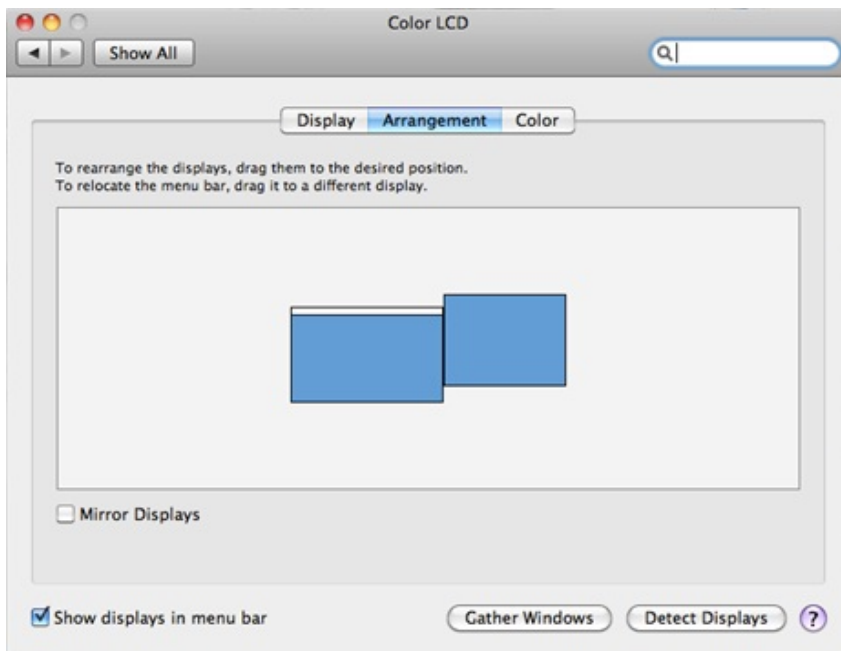 Color LCD
Show All
Display Arrangement Color
To rearrange the displays, drag them to the desired position.
To relocate the menu bar, drag it to a different display.
Mirror Displays
Show displays in menu bar Gather Windows Detect Displays ?